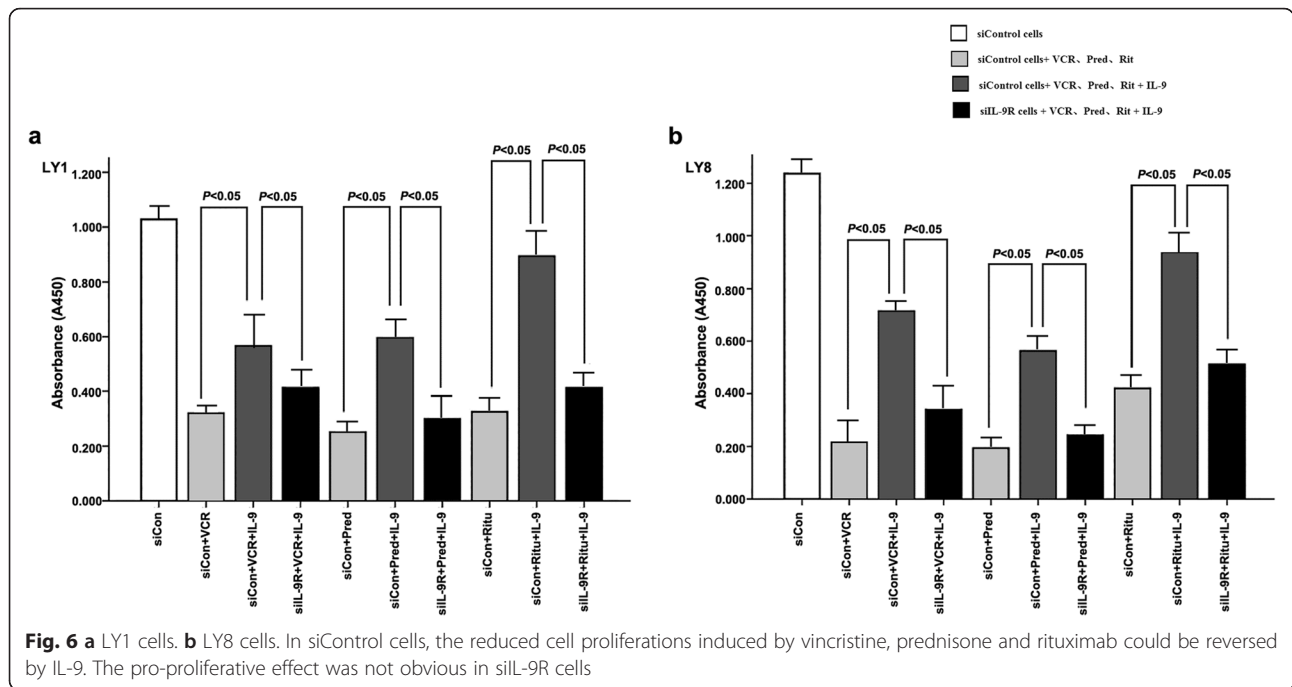 siControl cells
siControl cells+ VCR、Pred、Rit
siControl cells+ VCR、Pred、Rit + IL-9
siIL-9R cells + VCR、Pred、Rit + IL-9
a
LY1
P<0.05
P<0.05
P<0.05
P<0.05
P<0.05
P<0.05
Absorbance (A450)
1.200
1.000
0.800
0.600
0.400
0.200
0.000
siCon
siCon+VCR
siCon+VCR+IL-9
siIL-9R+VCR+IL-9
siCon+Pred
siCon+Pred+IL-9
siIL-9R+Pred+IL-9
siCon+Ritu
siCon+Ritu+IL-9
siIL-9R+Ritu+IL-9
b
LY8
P<0.05
P<0.05
P<0.05
P<0.05
P<0.05
P<0.05
Absorbance (A450)
1.200
1.000
0.800
0.600
0.400
0.200
0.000
siCon
siCon+VCR
siCon+VCR+IL-9
siIL-9R+VCR+IL-9
siCon+Pred
siCon+Pred+IL-9
siIL-9R+Pred+IL-9
siCon+Ritu
siCon+Ritu+IL-9
siIL-9R+Ritu+IL-9
Fig. 6 a LY1 cells. b LY8 cells. In siControl cells, the reduced cell proliferations induced by vincristine, prednisone and rituximab could be reversed
by IL-9. The pro-proliferative effect was not obvious in siIL-9R cells